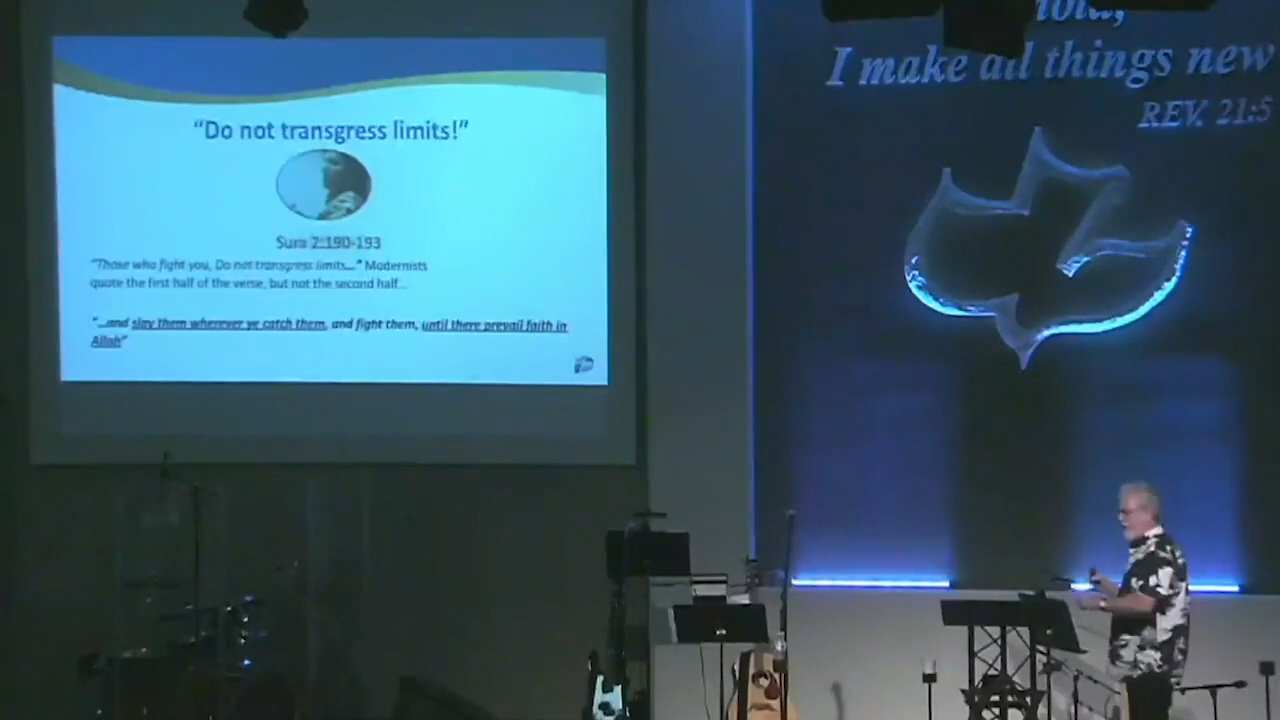 “Do not transgress limits!”
Sura 2:190-193
“Those who fight you, Do not transgress limits...” Modernists
quote the first half of the verse, but not the second half...
“...and slay them wherever ye catch them, and fight them, until there prevail faith in
Allah”
I make all things new
REV. 21:5